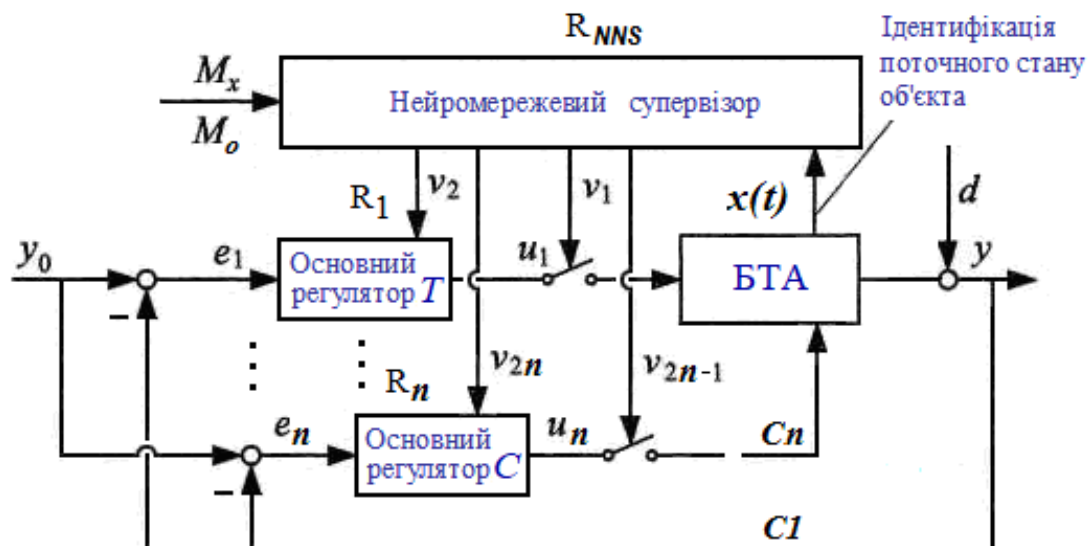 R_NNS
Ідентифікація
поточного стану
об'єкта
M_x
Нейромережевий супервізор
M_o
R_1
v_2
v_1
x(t)
d
y_0
e_1
Основний
регулятор T
u_1
БТА
y
−
R_n
v_2n
v_2n-1
e_n
Основний
регулятор C
u_n
Cn
−
C1